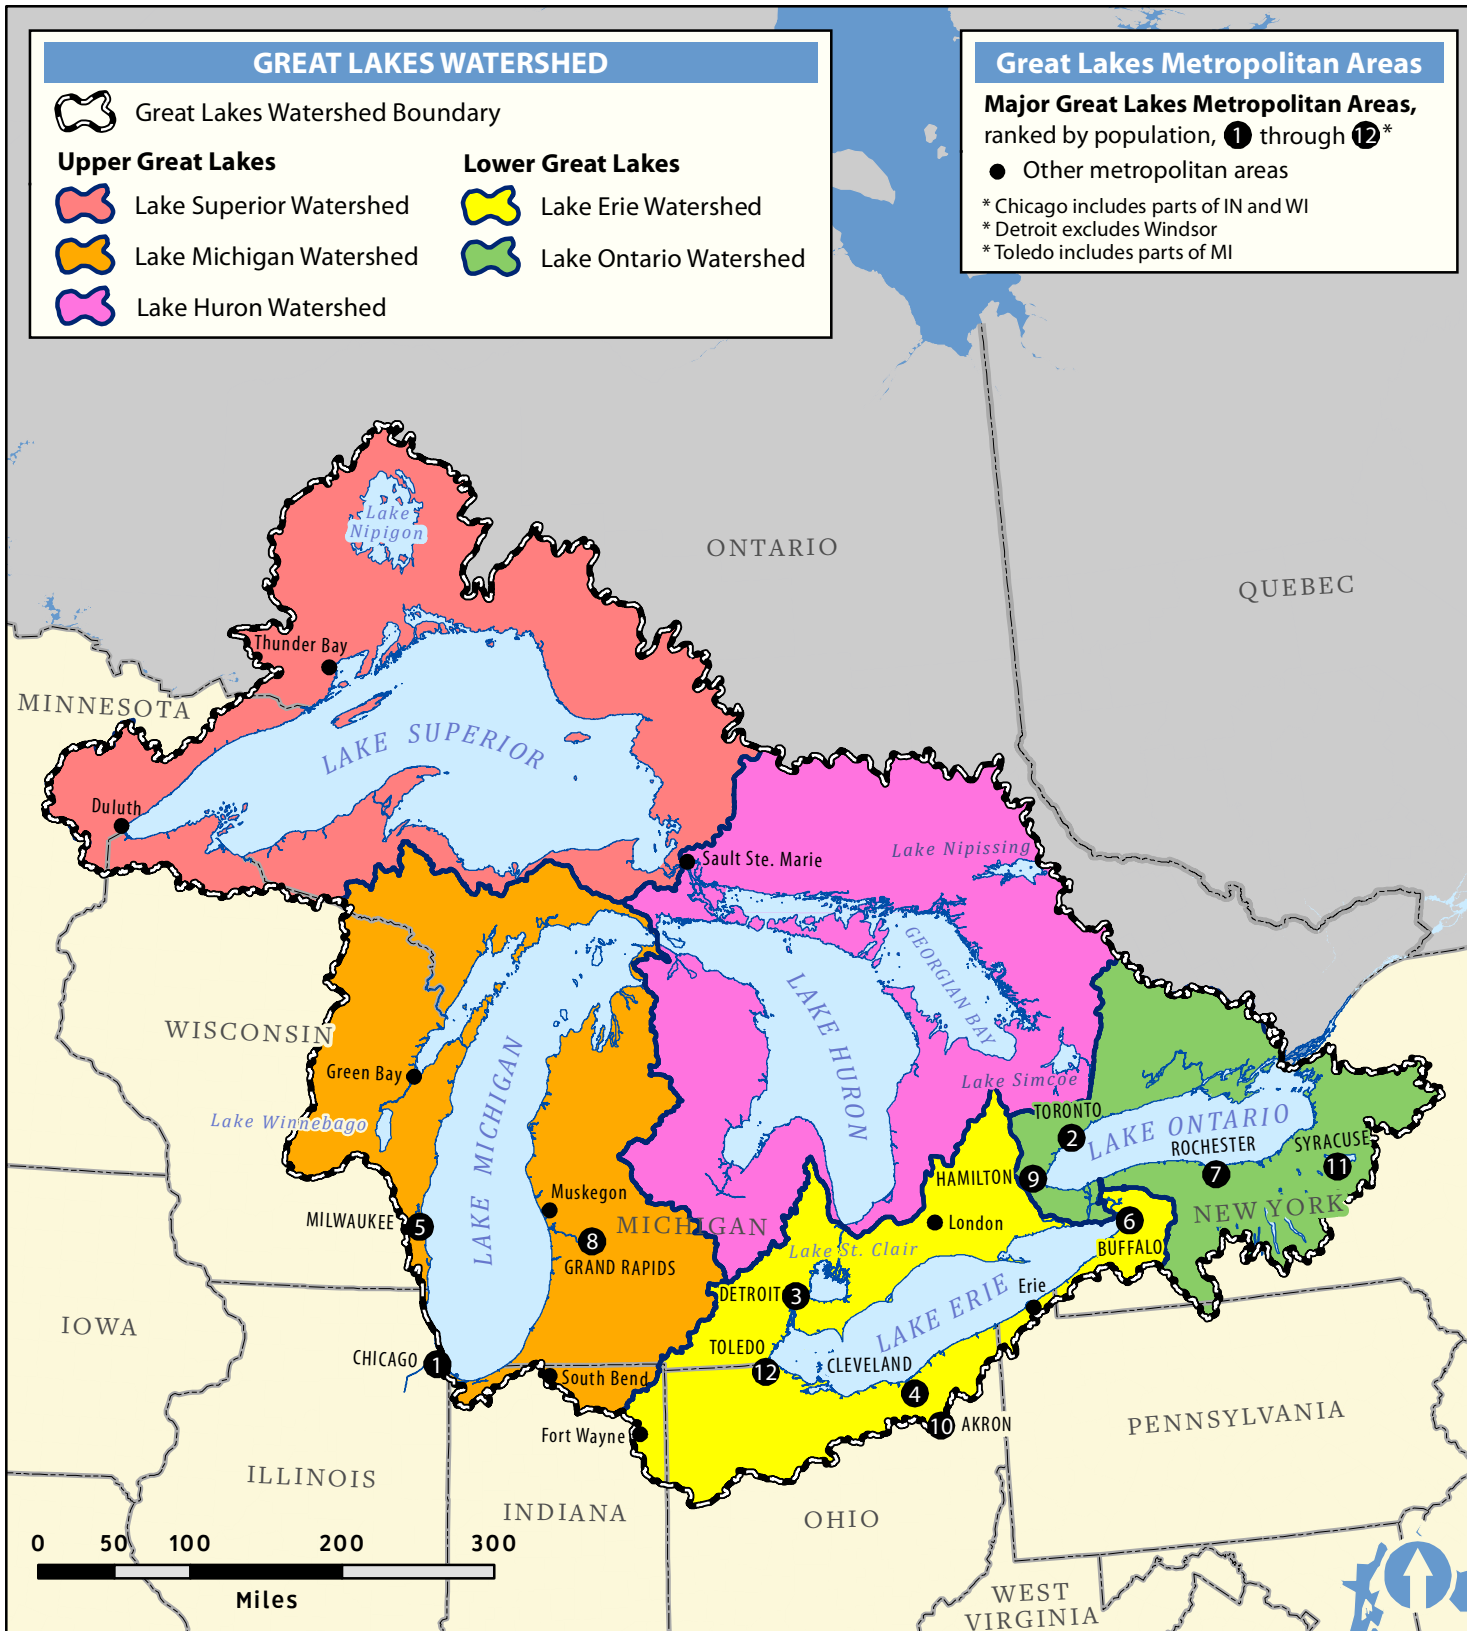 GREAT LAKES WATERSHED
Great Lakes Watershed Boundary
Upper Great Lakes
Lake Superior Watershed
Lake Michigan Watershed
Lake Huron Watershed
Lower Great Lakes
Lake Erie Watershed
Lake Ontario Watershed
Great Lakes Metropolitan Areas
Major Great Lakes Metropolitan Areas,
ranked by population, 1 through 12*
Other metropolitan areas
* Chicago includes parts of IN and WI
* Detroit excludes Windsor
* Toledo includes parts of MI
Lake
Nipigon
ONTARIO
QUEBEC
Thunder Bay
MINNESOTA
LAKE SUPERIOR
Duluth
Sault Ste. Marie
Lake Nipissing
GEORGIAN BAY
LAKE HURON
WISCONSIN
LAKE MICHIGAN
Green Bay
Lake Simcoe
Lake Winnebago
TORONTO
2
LAKE ONTARIO
ROCHESTER
7
SYRACUSE
11
HAMILTON
9
Muskegon
MILWAUKEE
5
MICHIGAN
London
6
BUFFALO
NEW YORK
8
GRAND RAPIDS
Lake St. Clair
DETROIT
3
LAKE ERIE
Erie
IOWA
TOLEDO
12
CLEVELAND
4
CHICAGO
1
South Bend
Fort Wayne
10
AKRON
PENNSYLVANIA
ILLINOIS
INDIANA
OHIO
0 50 100 200 300
Miles
WEST
VIRGINIA